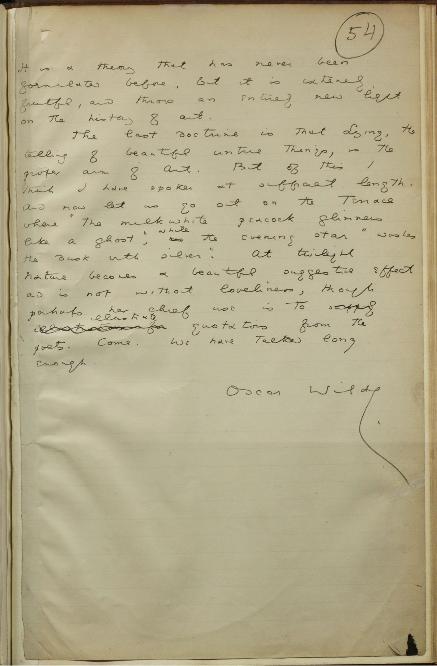 54
It is a theory that has never been
formulated before, but it is extremely
fruitful, and throws an entirely new light
on the history of art.
The last doctrine is that Lying, the
telling of beautiful untrue things, is the
proper aim of Art. But of this I
think I have spoken at sufficient length.
And now let us go out on the Terrace
where "the milkwhite peacock glimmers
like a ghost", while the evening star "washes
the dusk with silver". At twilight
nature becomes a beautiful suggestive effect
and is not without loveliness, though
perhaps her chief use is to
illustrate quotations from the
poets. Come. We have talked long
enough.
Oscar Wilde